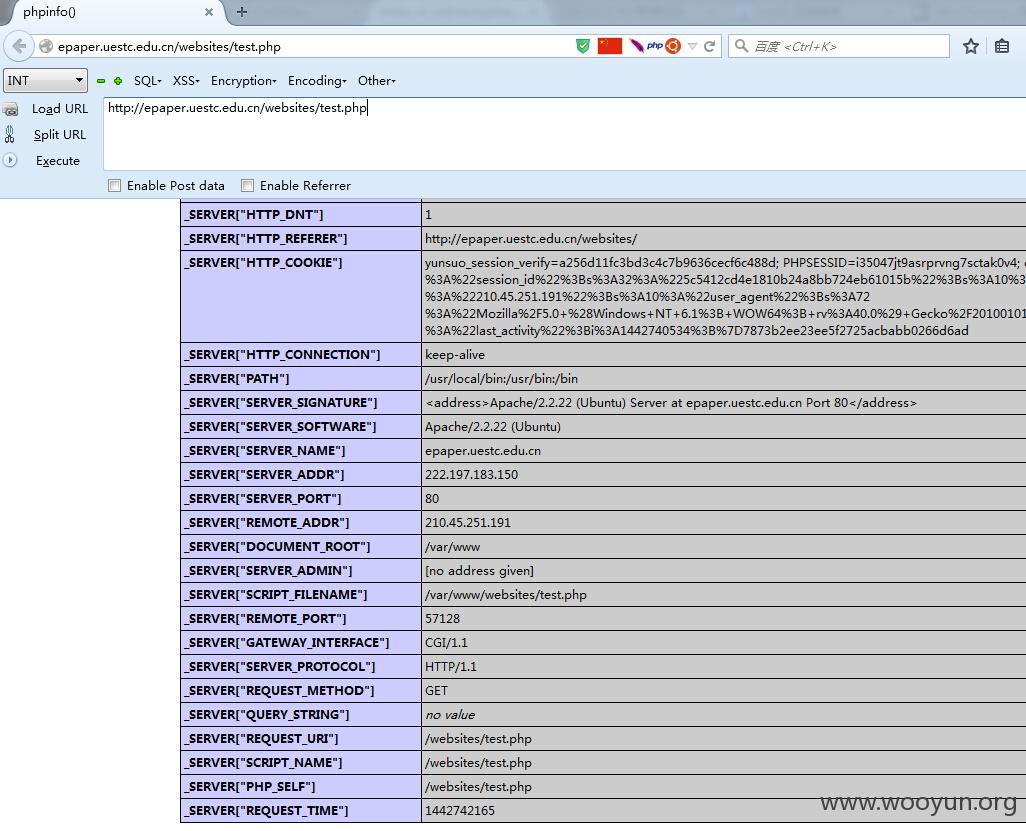 phpinfo()
epaper.uestc.edu.cn/websites/test.php
php
百度 <Ctrl+K>
INT
SQL
XSS
Encryption
Encoding
Other
Load URL
http://epaper.uestc.edu.cn/websites/test.php
Split URL
Execute
Enable Post data
Enable Referrer
_SERVER["HTTP_DNT"] 1
_SERVER["HTTP_REFERER"] http://epaper.uestc.edu.cn/websites/
_SERVER["HTTP_COOKIE"] yunsuo_session_verify=a256d11fc3bd3c4c7b9636cecf6c488d; PHPSESSID=i35047jt9asrprvng7sctak0v4;
%3A%22session_id%22%3Bs%3A32%3A%225c5412cd4e1810b24a8bb724eb61015b%22%3Bs%3A10%3
%3A%22210.45.251.191%22%3Bs%3A10%3A%22user_agent%22%3Bs%3A72
%3A%22Mozilla%2F5.0+%28Windows+NT+6.1%3B+WOW64%3B+rv%3A40.0%29+Gecko%2F20100101
%3A%22last_activity%22%3Bi%3A1442740534%3B%7D7873b2ee23ee5f2725acbabb0266d6ad
_SERVER["HTTP_CONNECTION"] keep-alive
_SERVER["PATH"] /usr/local/bin:/usr/bin:/bin
_SERVER["SERVER_SIGNATURE"] <address>Apache/2.2.22 (Ubuntu) Server at epaper.uestc.edu.cn Port 80</address>
_SERVER["SERVER_SOFTWARE"] Apache/2.2.22 (Ubuntu)
_SERVER["SERVER_NAME"] epaper.uestc.edu.cn
_SERVER["SERVER_ADDR"] 222.197.183.150
_SERVER["SERVER_PORT"] 80
_SERVER["REMOTE_ADDR"] 210.45.251.191
_SERVER["DOCUMENT_ROOT"] /var/www
_SERVER["SERVER_ADMIN"] [no address given]
_SERVER["SCRIPT_FILENAME"] /var/www/websites/test.php
_SERVER["REMOTE_PORT"] 57128
_SERVER["GATEWAY_INTERFACE"] CGI/1.1
_SERVER["SERVER_PROTOCOL"] HTTP/1.1
_SERVER["REQUEST_METHOD"] GET
_SERVER["QUERY_STRING"] no value
_SERVER["REQUEST_URI"] /websites/test.php
_SERVER["SCRIPT_NAME"] /websites/test.php
_SERVER["PHP_SELF"] /websites/test.php
_SERVER["REQUEST_TIME"] 1442742165
www.wooyun.org